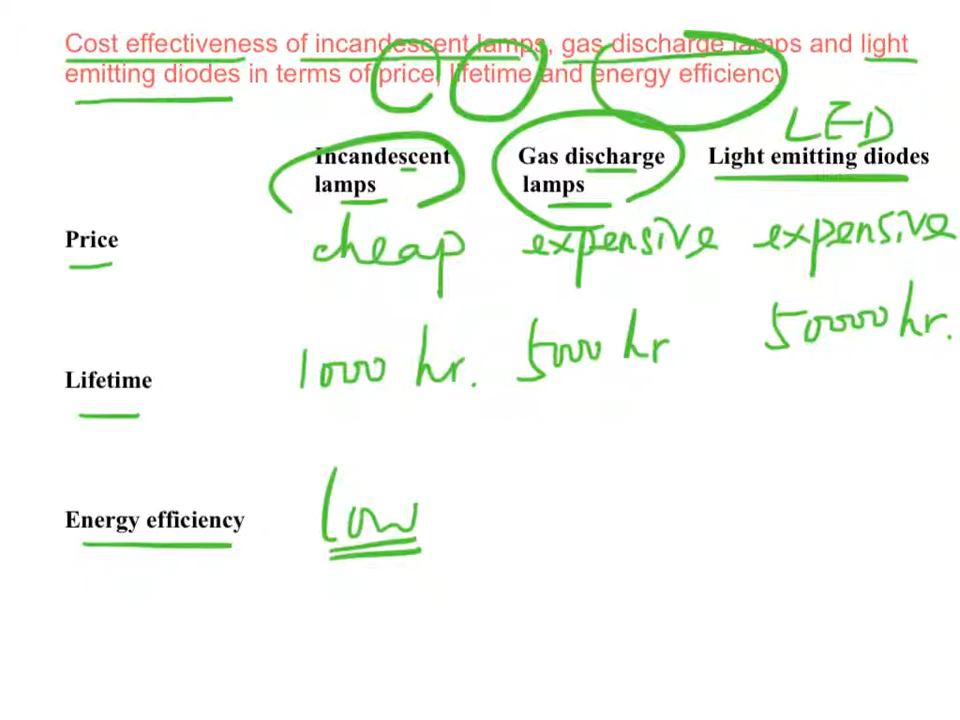 Cost effectiveness of incandescent lamps, gas discharge lamps and light
emitting diodes in terms of price, lifetime and energy efficiency
LED
Incandescent lamps
Gas discharge lamps
Light emitting diodes
Price
cheap
expensive
expensive
Lifetime
1000 hr.
5000 hr
50000 hr.
Energy efficiency
low